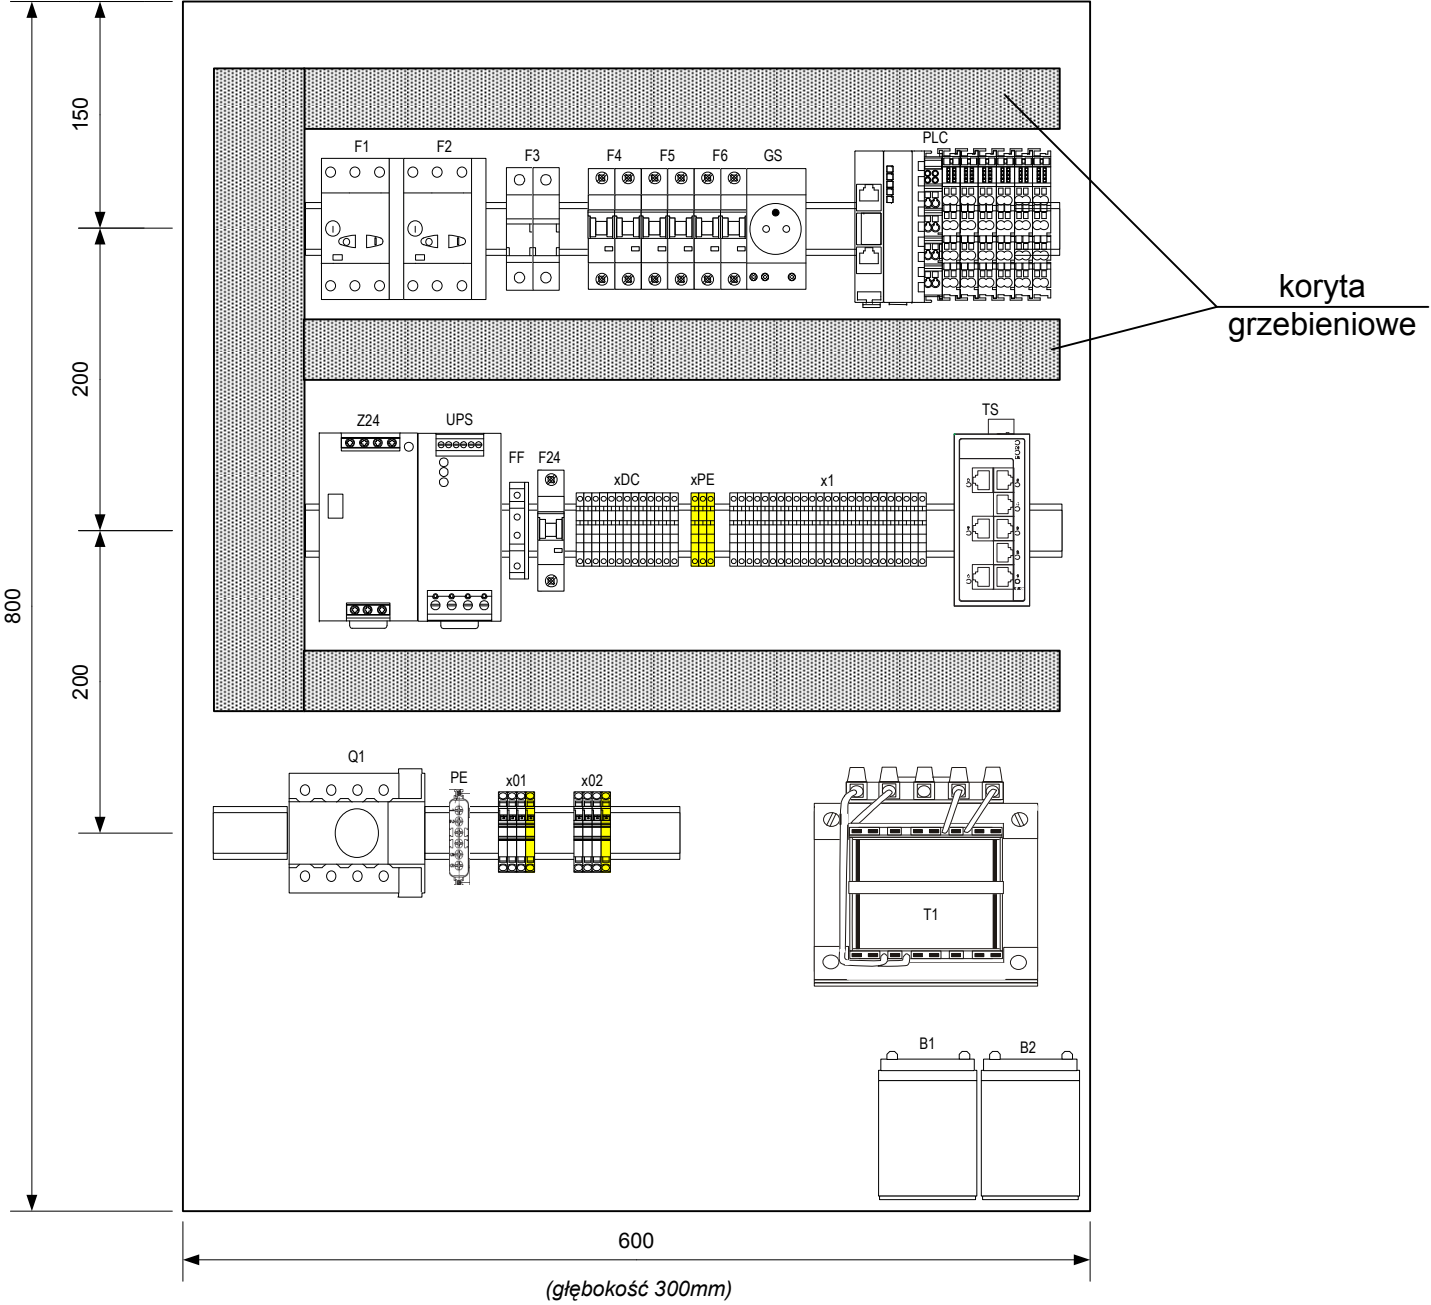 150
F1
F2
F3
F4
F5
F6
GS
PLC
koryta
grzebieniowe
200
Z24
UPS
FF
F24
xDC
xPE
x1
TS
800
200
Q1
PE
x01
x02
T1
B1
B2
600
(głębokość 300mm)